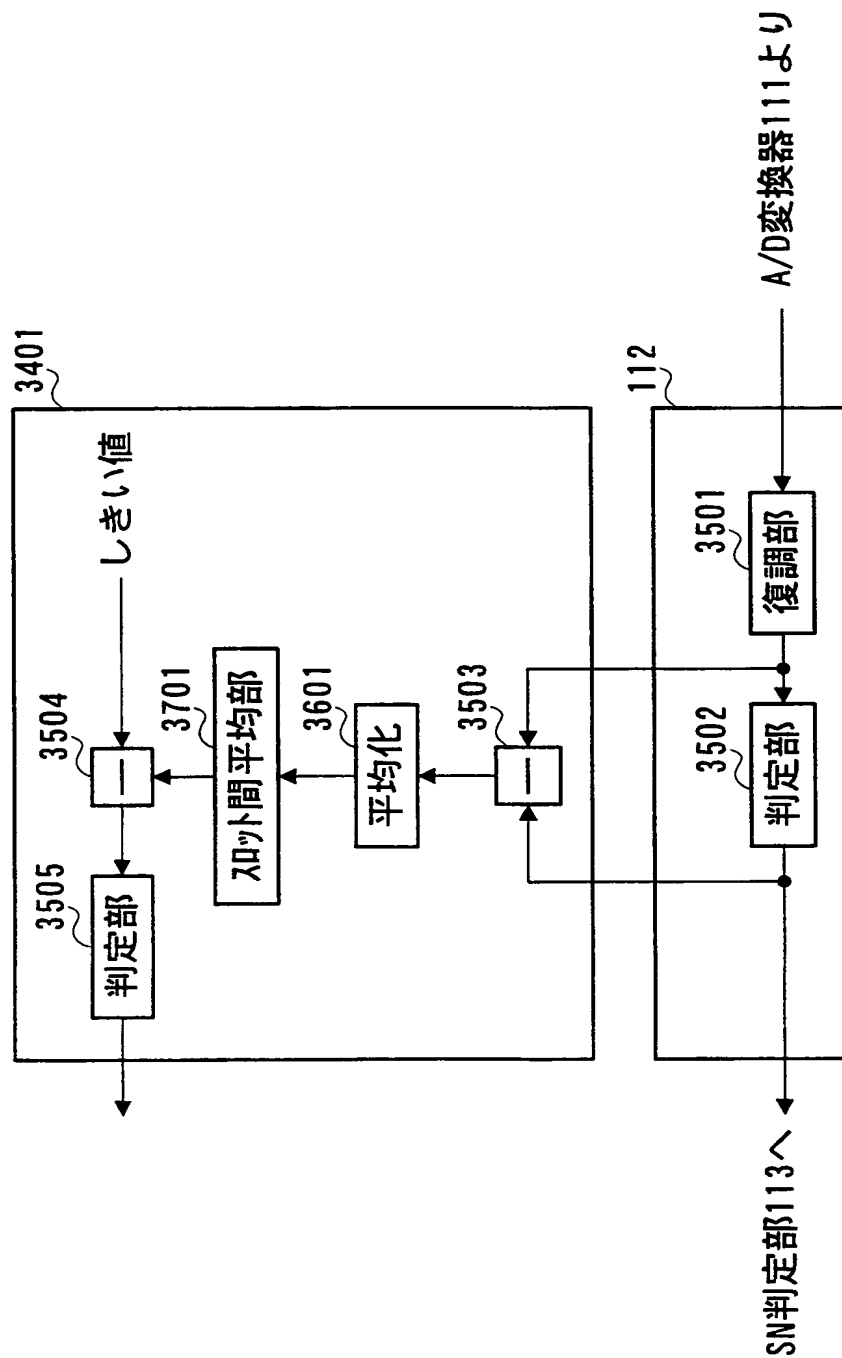 3401
しきい値
3504
ー
3505
判定部
3701
スロット間平均部
3601
平均化
3503
ー
112
3501
復調部
3502
判定部
A/D変換器111より
SN判定部113へ